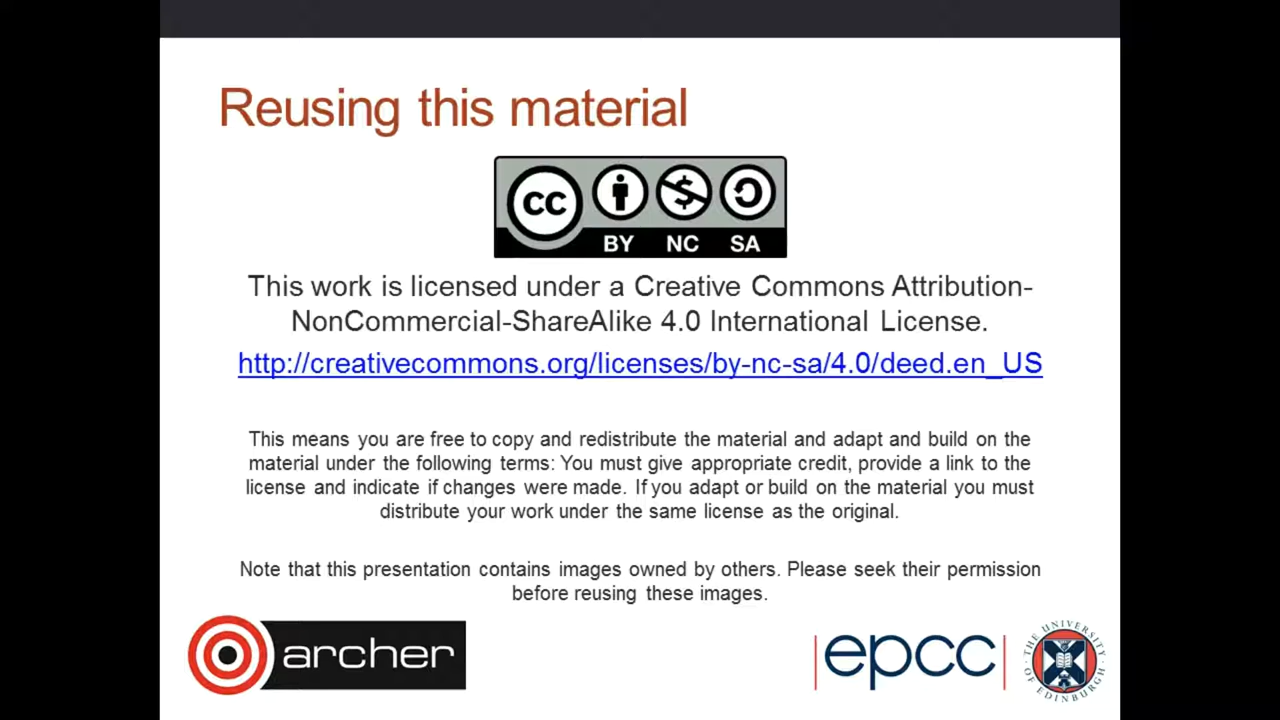 Reusing this material
CC
BY NC SA
This work is licensed under a Creative Commons Attribution-
NonCommercial-ShareAlike 4.0 International License.
http://creativecommons.org/licenses/by-nc-sa/4.0/deed.en_US
This means you are free to copy and redistribute the material and adapt and build on the
material under the following terms: You must give appropriate credit, provide a link to the
license and indicate if changes were made. If you adapt or build on the material you must
distribute your work under the same license as the original.
Note that this presentation contains images owned by others. Please seek their permission
before reusing these images.
archer
epcc
THE UNIVERSITY
OF EDINBURGH